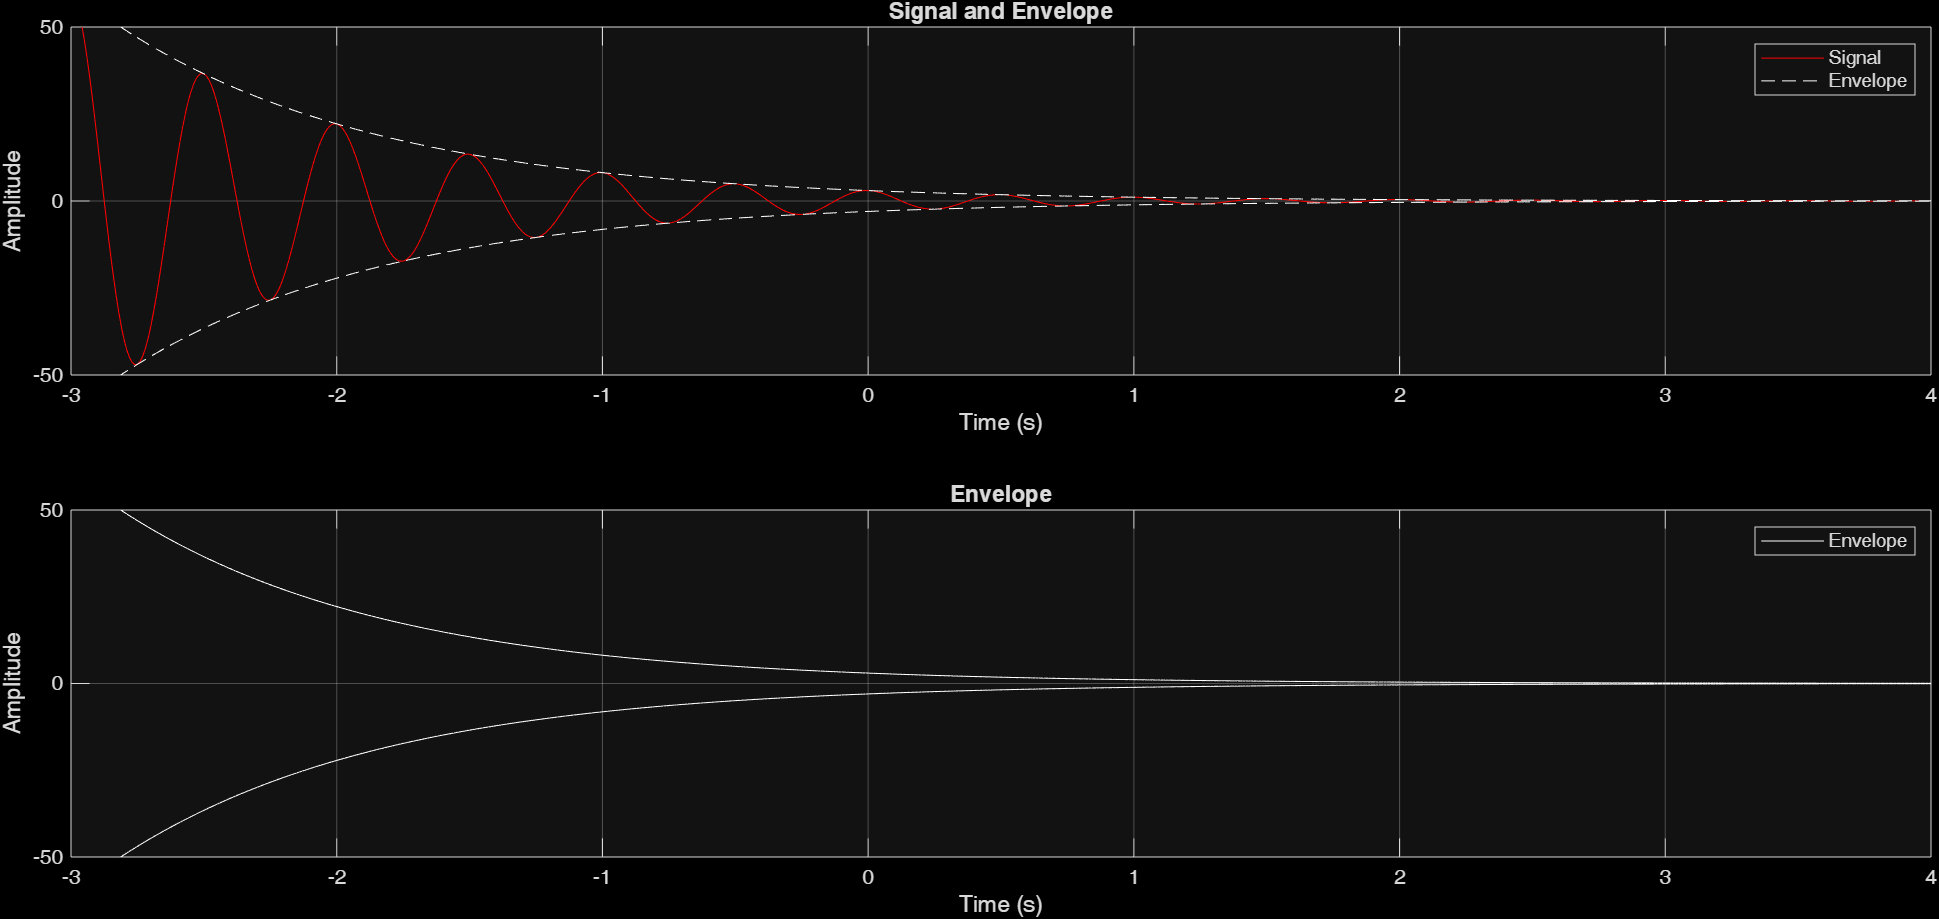 Signal and Envelope
50
0
-50
Amplitude
Signal
Envelope
-3 -2 -1 0 1 2 3 4
Time (s)
Envelope
50
0
-50
Amplitude
Envelope
-3 -2 -1 0 1 2 3 4
Time (s)